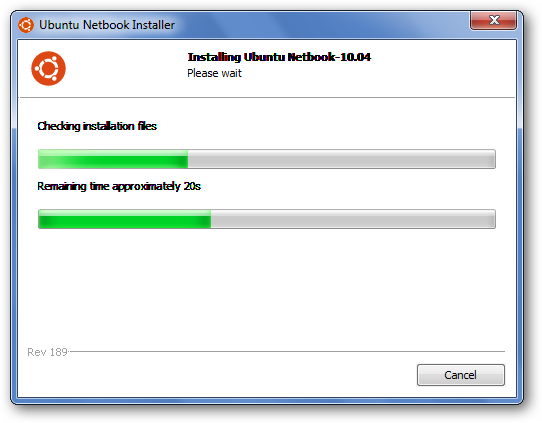 Ubuntu Netbook Installer
Installing Ubuntu Netbook-10.04
Please wait
Checking installation files
Remaining time approximately 20s
Rev 189
Cancel